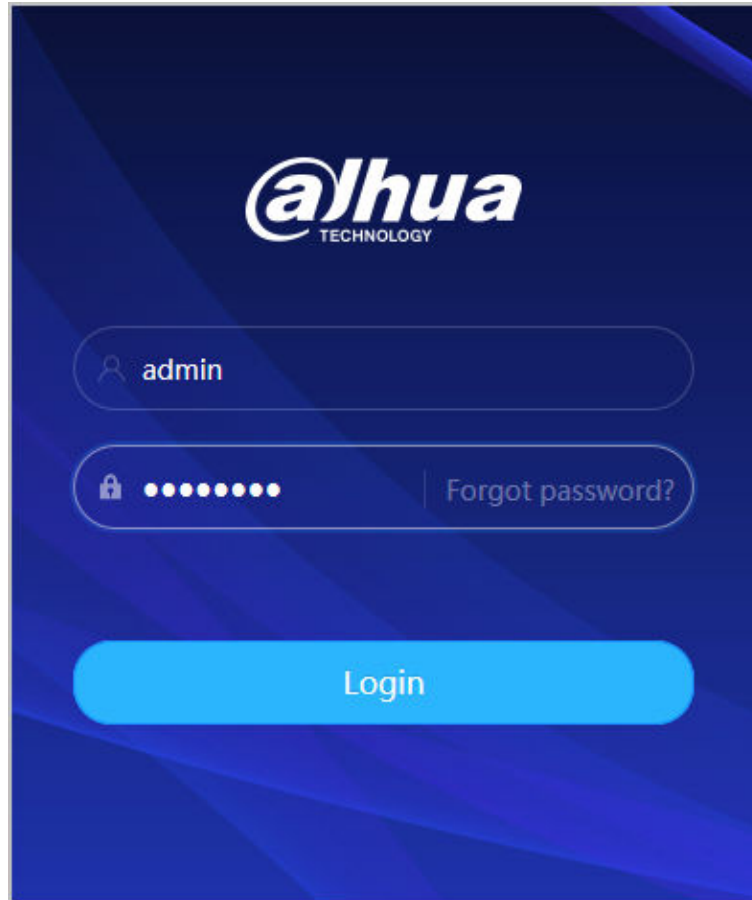 alhua
TECHNOLOGY
admin
•••••••• Forgot password?
Login